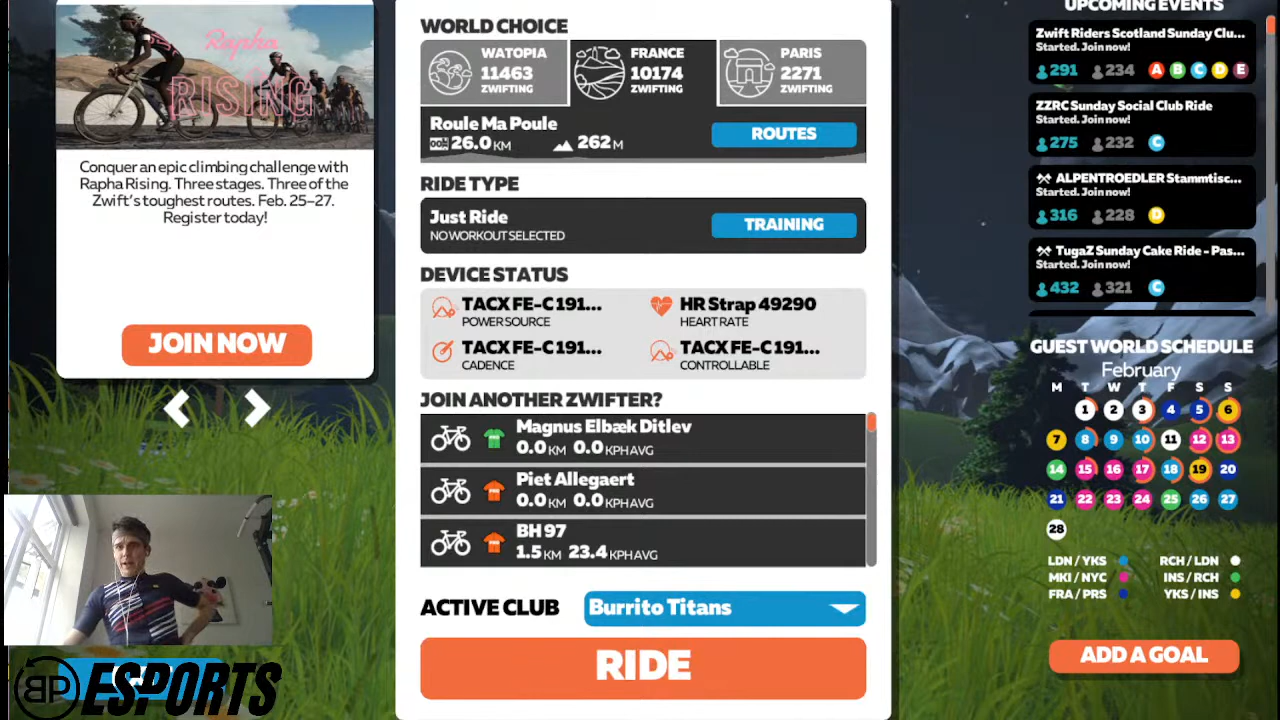 Rapha
RISING
Conquer an epic climbing challenge with
Rapha Rising. Three stages. Three of the
Zwift's toughest routes. Feb. 25–27.
Register today!
JOIN NOW
BP ESPORTS
WORLD CHOICE
WATOPIA
11463
ZWIFTING
FRANCE
10174
ZWIFTING
PARIS
2271
ZWIFTING
Roule Ma Poule
26.0 KM 262 M
ROUTES
RIDE TYPE
Just Ride
NO WORKOUT SELECTED
TRAINING
DEVICE STATUS
TACX FE-C 191...
POWER SOURCE
HR Strap 49290
HEART RATE
TACX FE-C 191...
CADENCE
TACX FE-C 191...
CONTROLLABLE
JOIN ANOTHER ZWIFTER?
Magnus Elbæk Ditlev
0.0 KM 0.0 KPH AVG
Piet Allegaert
0.0 KM 0.0 KPH AVG
BH 97
1.5 KM 23.4 KPH AVG
ACTIVE CLUB Burrito Titans
RIDE
UPCOMING EVENTS
Zwift Riders Scotland Sunday Clu...
Started. Join now!
291 234 A B C D E
ZZRC Sunday Social Club Ride
Started. Join now!
275 232 C
ALPENTROEDLER Stammtisc...
Started. Join now!
316 228 D
TugaZ Sunday Cake Ride - Pas...
Started. Join now!
432 321 C
GUEST WORLD SCHEDULE
February
M T W T F S S
1 2 3 4 5 6
7 8 9 10 11 12 13
14 15 16 17 18 19 20
21 22 23 24 25 26 27
28
LDN / YKS RCH / LDN
MKI / NYC INS / RCH
FRA / PRS YKS / INS
ADD A GOAL